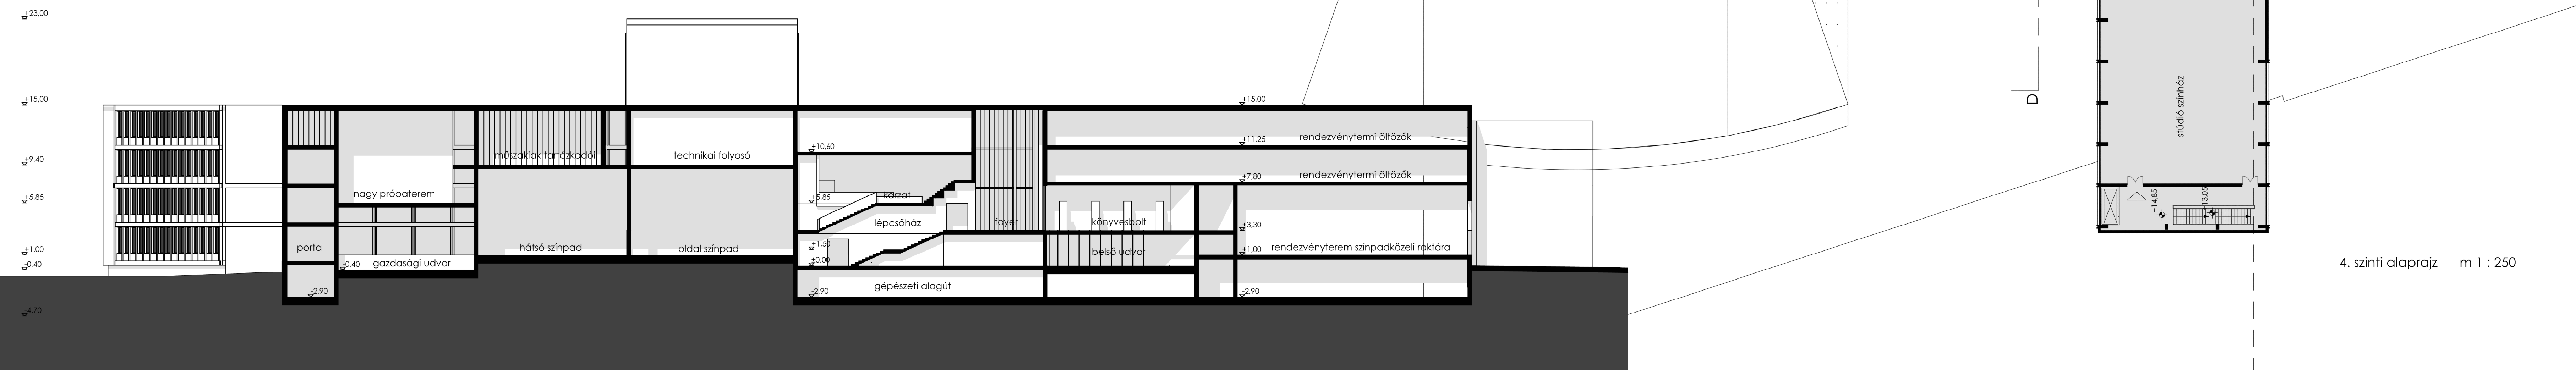 +23.00
+15.00
+9.40
+5.85
+1.00
-0.40
-4.70
porta
-2.90
nagy próbaterem
-0.40
gazdasági udvar
műszakiak tartózkodói
hátsó színpad
technikai folyosó
oldal színpad
+10,60
karzat
+5.85
lépcsőház
+1,50
+0,00
-2,90
gépészeti alagút
foyer
könyvesbolt
belső udvar
+15,00
+11,25
rendezvénytermi öltözők
+7,80
rendezvénytermi öltözők
+3,30
+1,00
rendezvényterem színpadközeli raktára
-2,90
D
stúdió színház
+14,85
+13,05
4. szinti alaprajz m 1 : 250